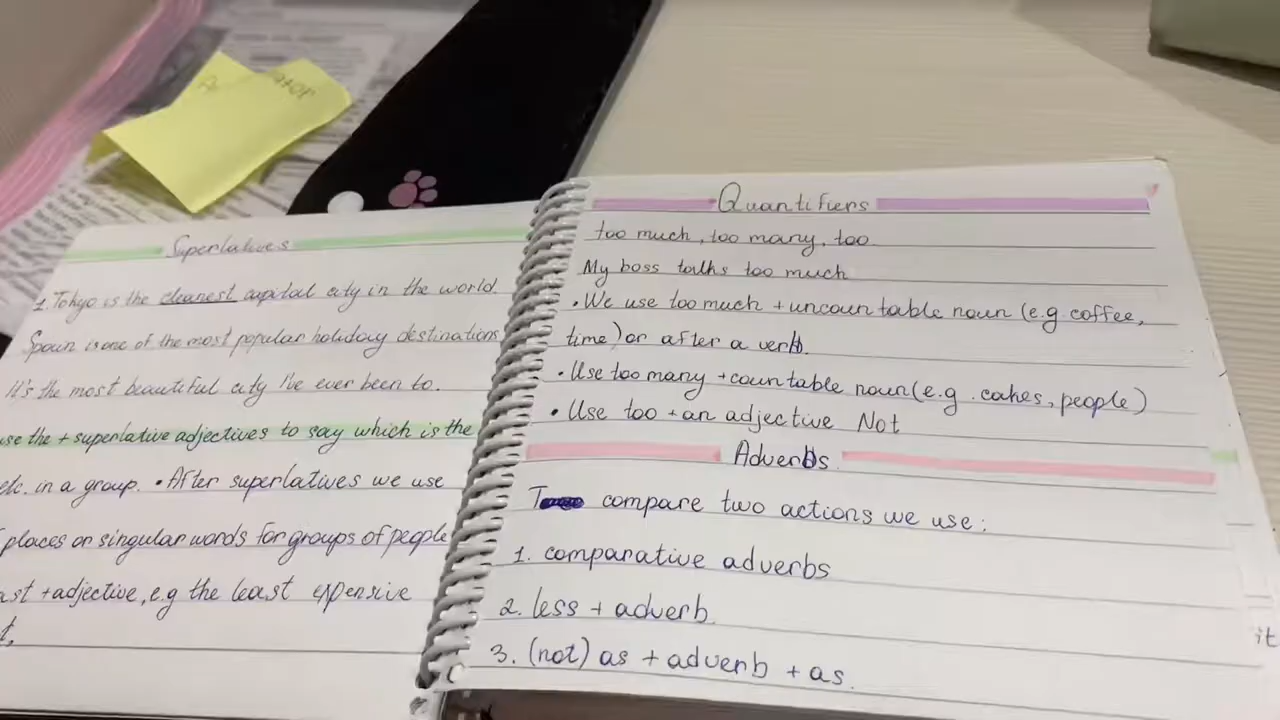 Superlatives
1. Tokyo is the cleanest capital city in the world
Spain is one of the most popular holiday destinations
It's the most beautiful city I've ever been to.
use the + superlative adjectives to say which is the
etc. in a group. • After superlatives we use
places or singular words for groups of people
ast + adjective, e.g the least expensive
t.
Quantifiers
too much, too many, too
My boss talks too much
• We use too much + uncountable noun (e.g coffee,
time) or after a verb.
• Use too many + countable noun (e.g. cakes, people)
• Use too + an adjective Not
Adverbs
T compare two actions we use:
1. comparative adverbs
2. less + adverb
3. (not) as + adverb + as.
it